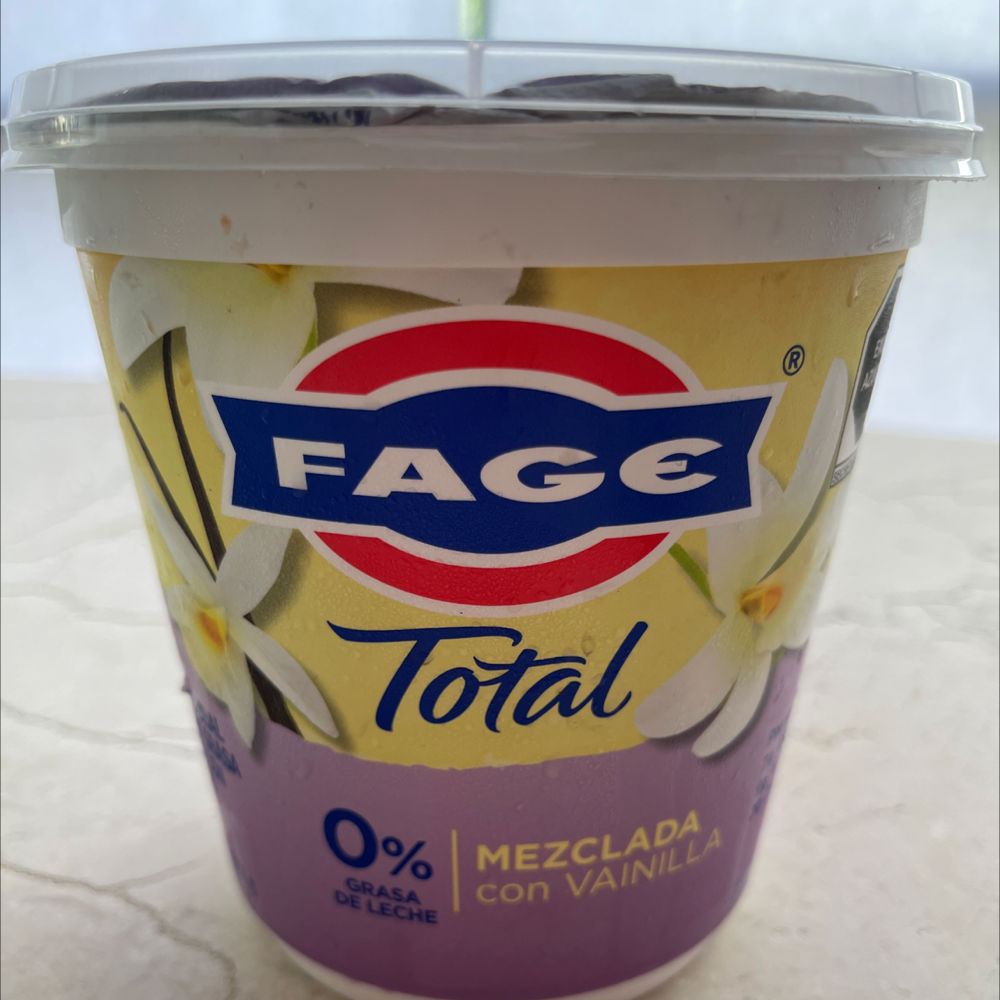 FAGE
®
Total
0%
GRASA
DE LECHE
MEZCLADA
con VAINILLA